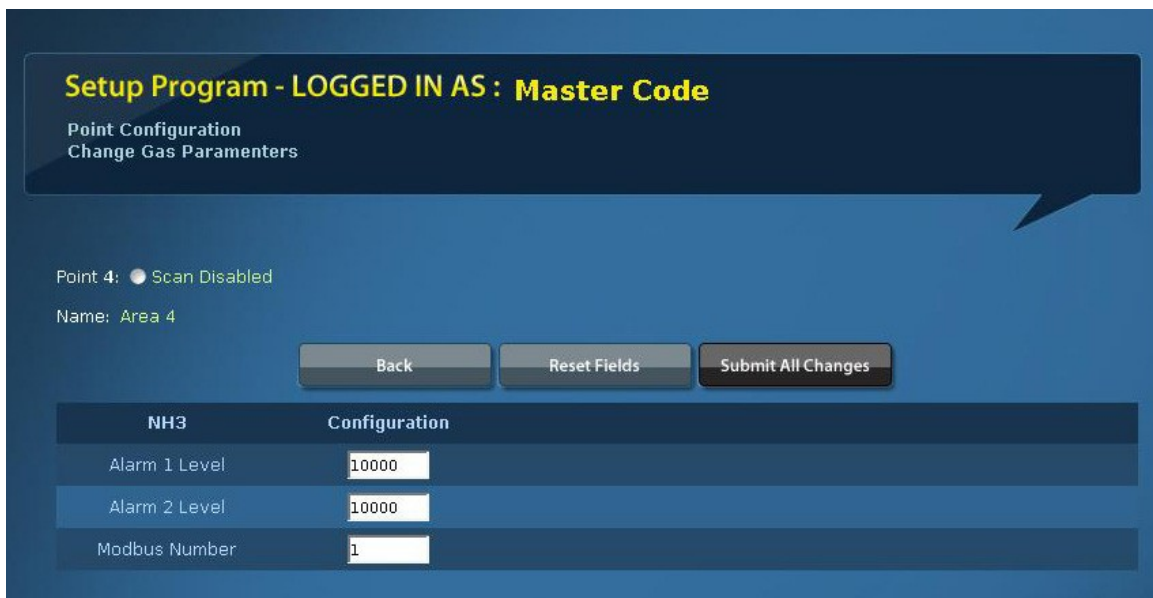 Setup Program - LOGGED IN AS : Master Code
Point Configuration
Change Gas Paramenters
Point 4: Scan Disabled
Name: Area 4
Back Reset Fields Submit All Changes
NH3 Configuration
Alarm 1 Level 10000
Alarm 2 Level 10000
Modbus Number 1